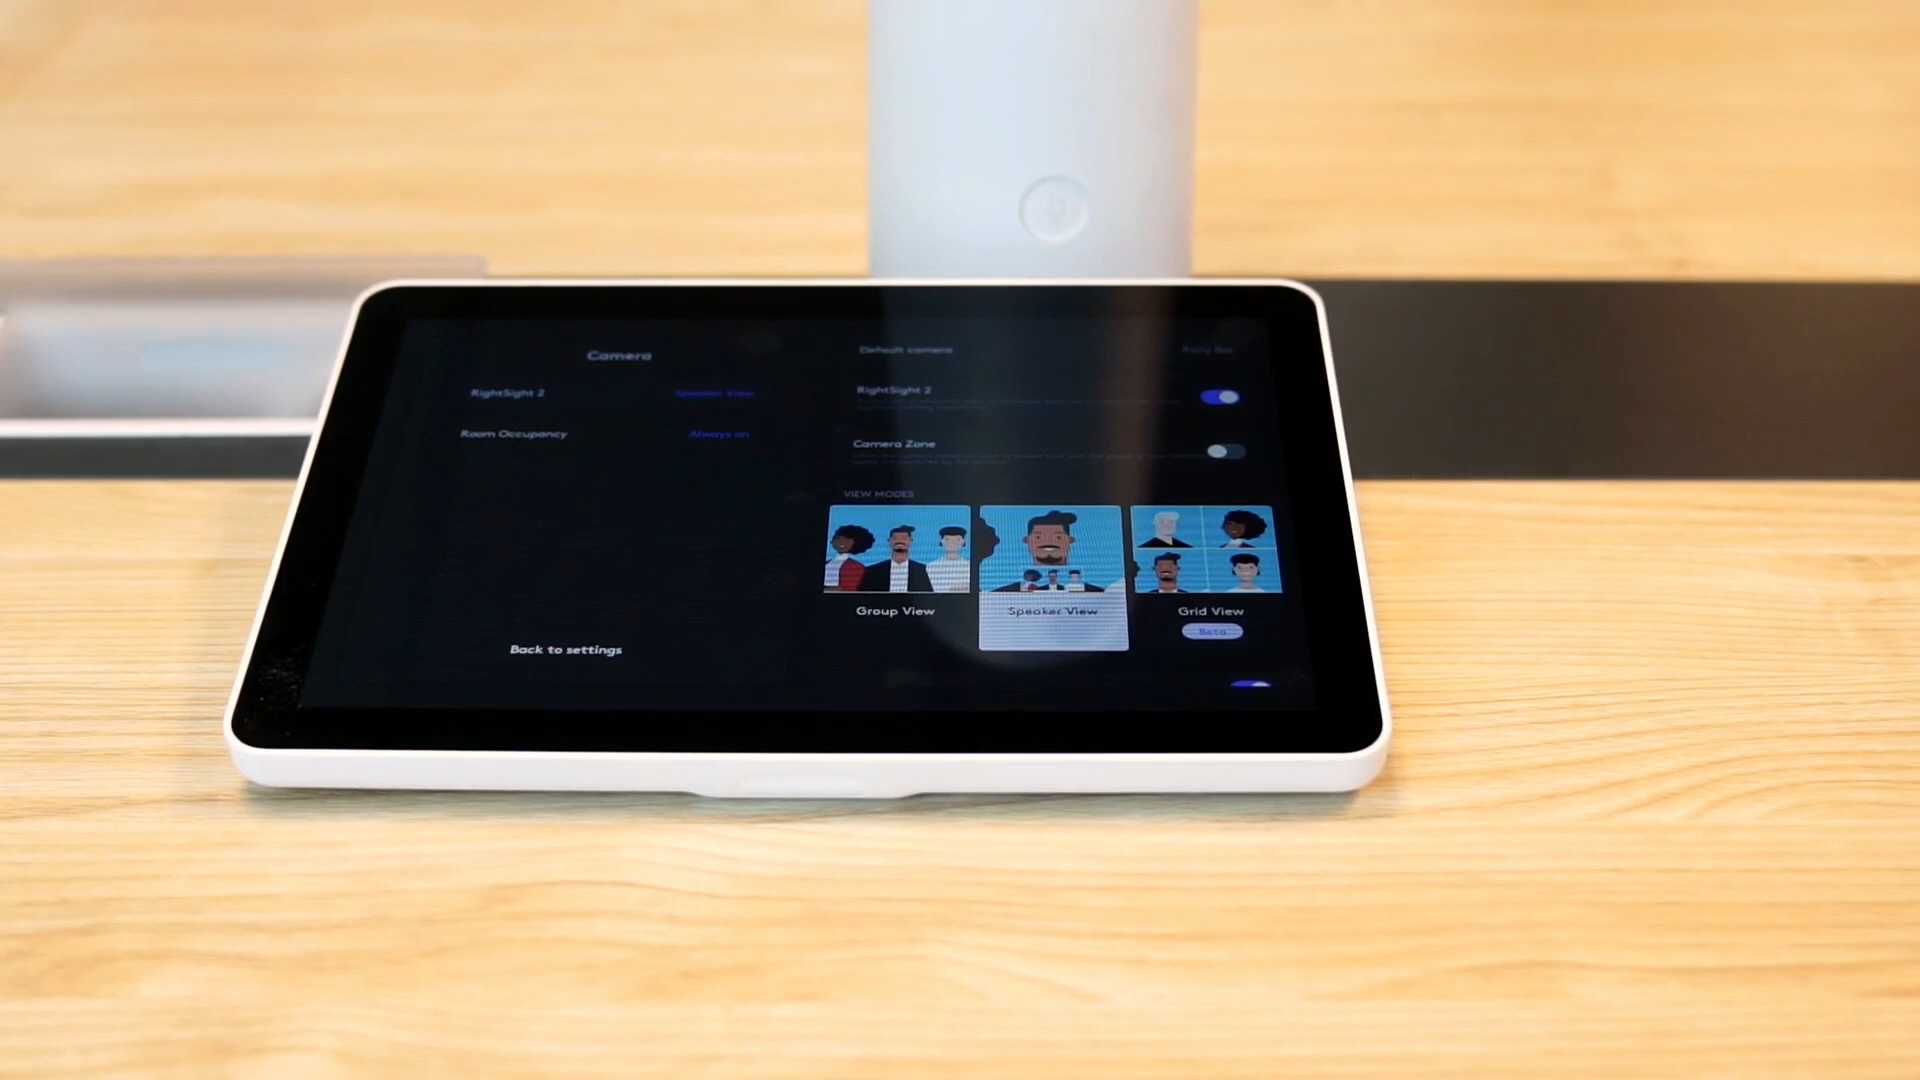 Camera
RightSight 2 Speaker View
Room Occupancy Always on
Back to settings
Default camera
RightSight 2
Camera Zone
VIEW MODES
Group View
Speaker View
Grid View
Beta